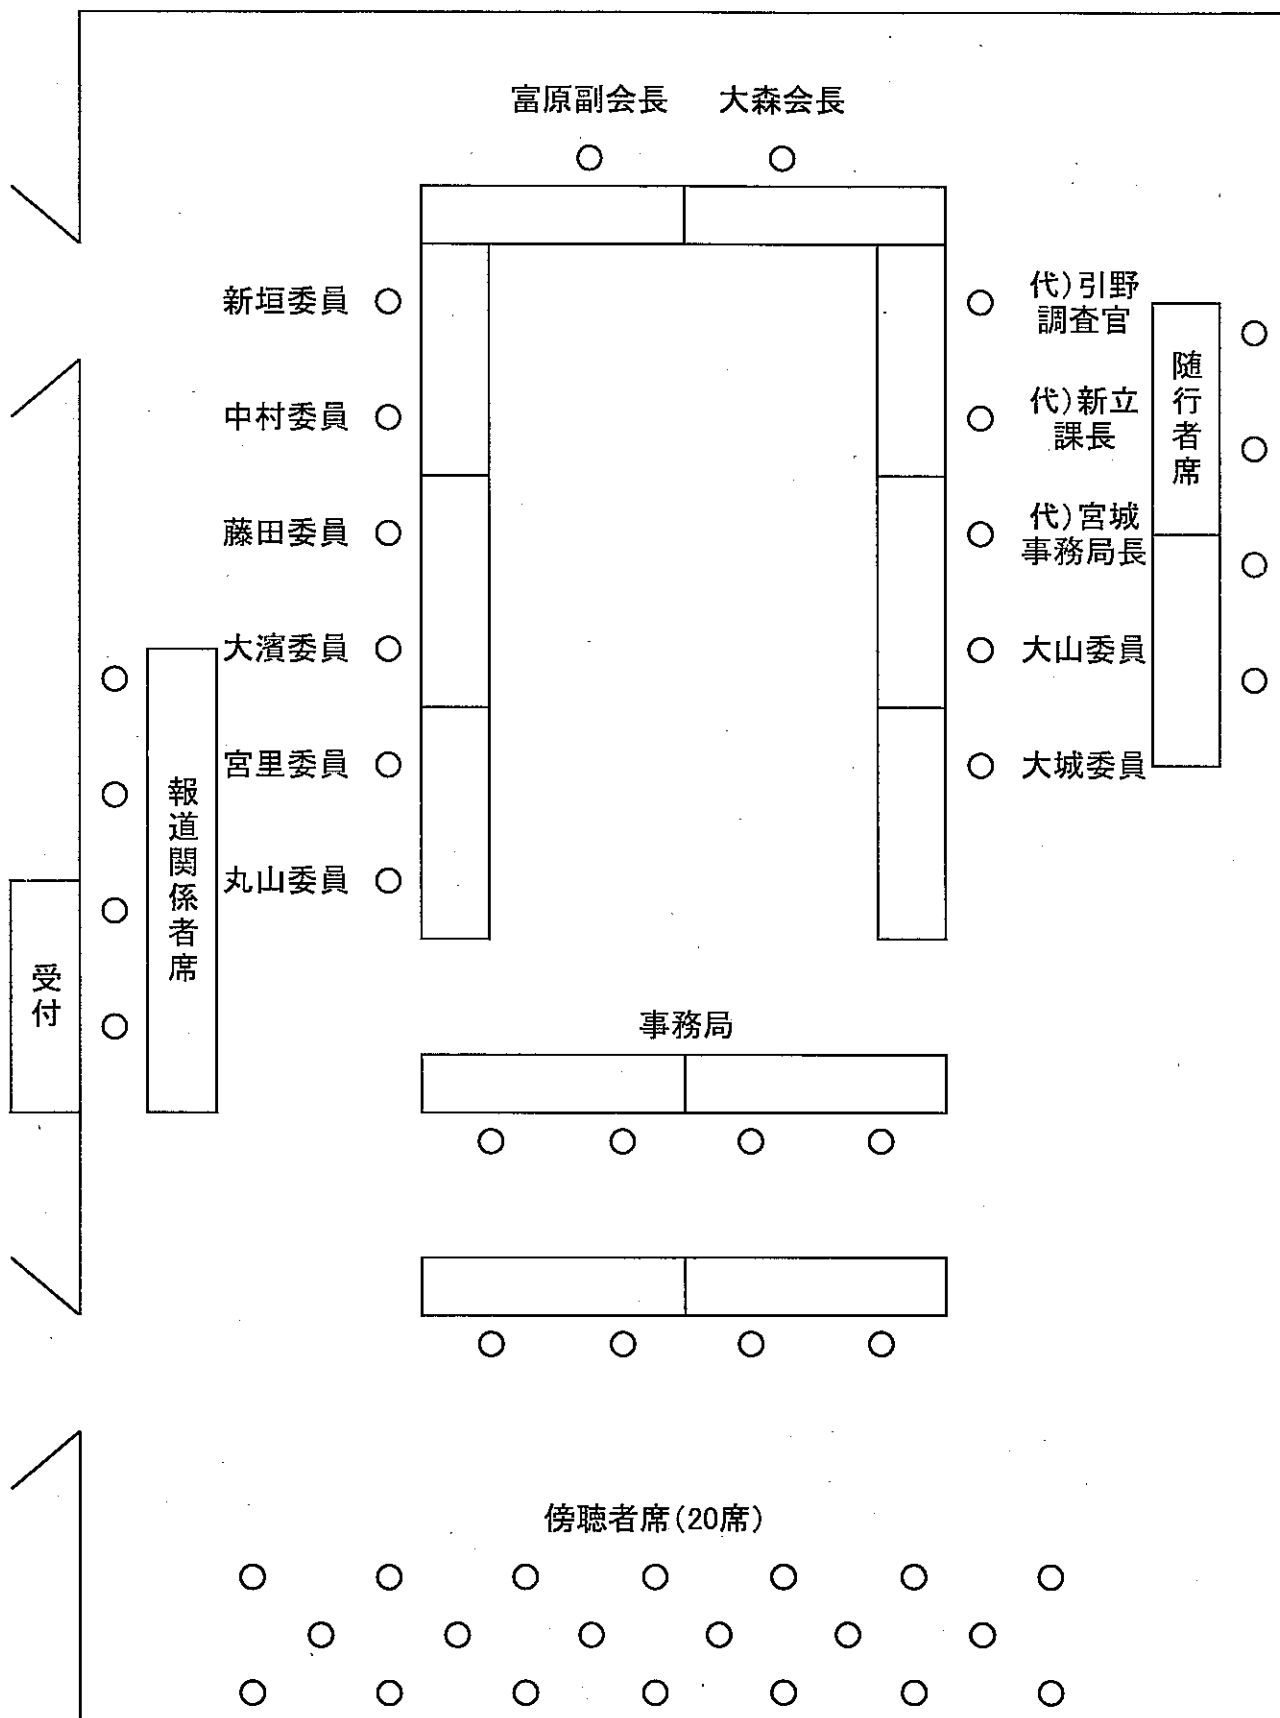 富原副会長
大森会長
新垣委員
中村委員
藤田委員
大濱委員
宮里委員
丸山委員
代)引野
調査官
代)新立
課長
代)宮城
事務局長
大山委員
大城委員
随行者席
報道関係者席
受付
事務局
傍聴者席(20席)